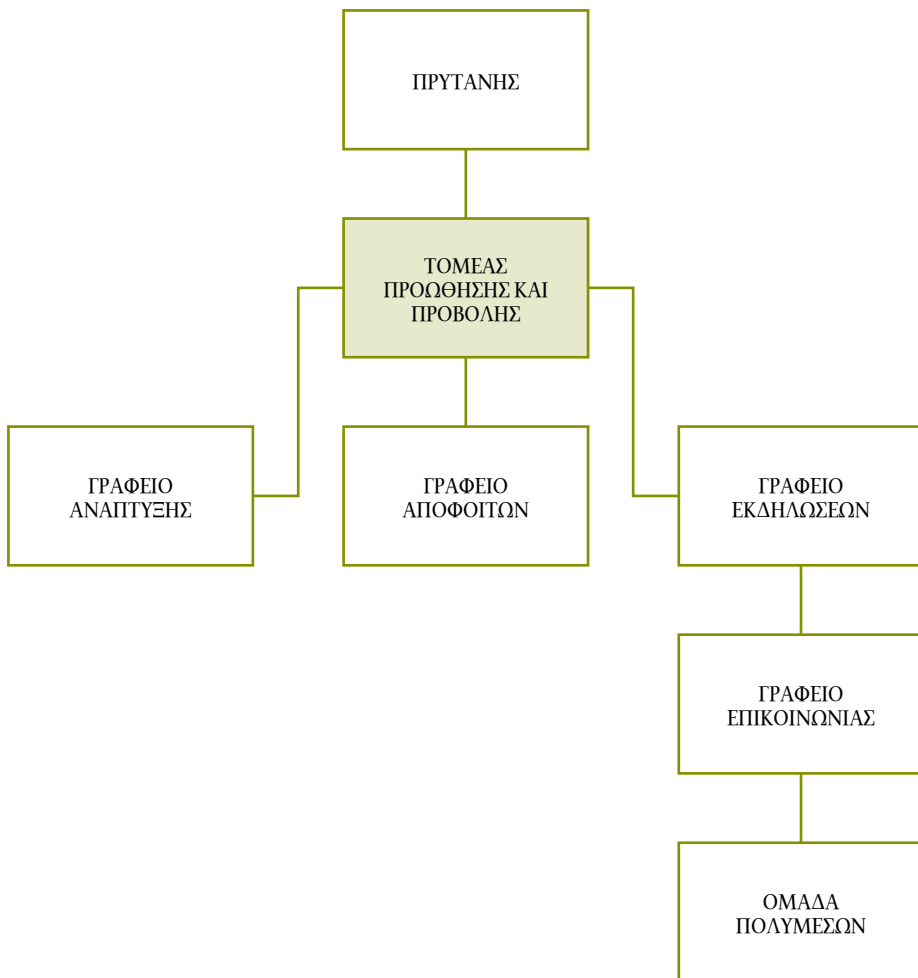 ΠΡΥΤΑΝΗΣ
ΤΟΜΕΑΣ
ΠΡΟΩΘΗΣΗΣ ΚΑΙ
ΠΡΟΒΟΛΗΣ
ΓΡΑΦΕΙΟ
ΑΝΑΠΤΥΞΗΣ
ΓΡΑΦΕΙΟ
ΑΠΟΦΟΙΤΩΝ
ΓΡΑΦΕΙΟ
ΕΚΔΗΛΩΣΕΩΝ
ΓΡΑΦΕΙΟ
ΕΠΙΚΟΙΝΩΝΙΑΣ
ΟΜΑΔΑ
ΠΟΛΥΜΕΣΩΝ